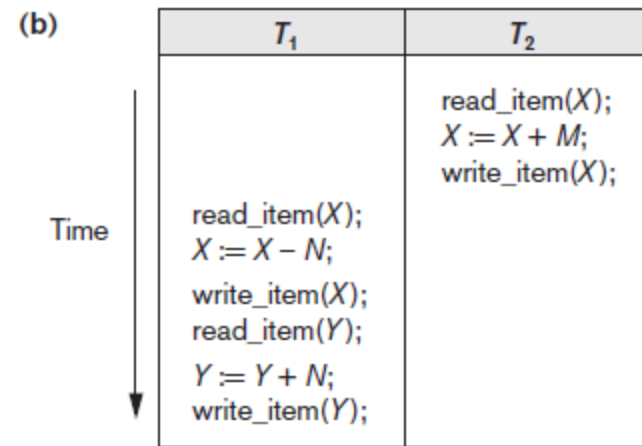 (b)
T1 T2
read_item(X);
X := X + M;
write_item(X);
Time
read_item(X);
X := X – N;
write_item(X);
read_item(Y);
Y := Y + N;
write_item(Y);